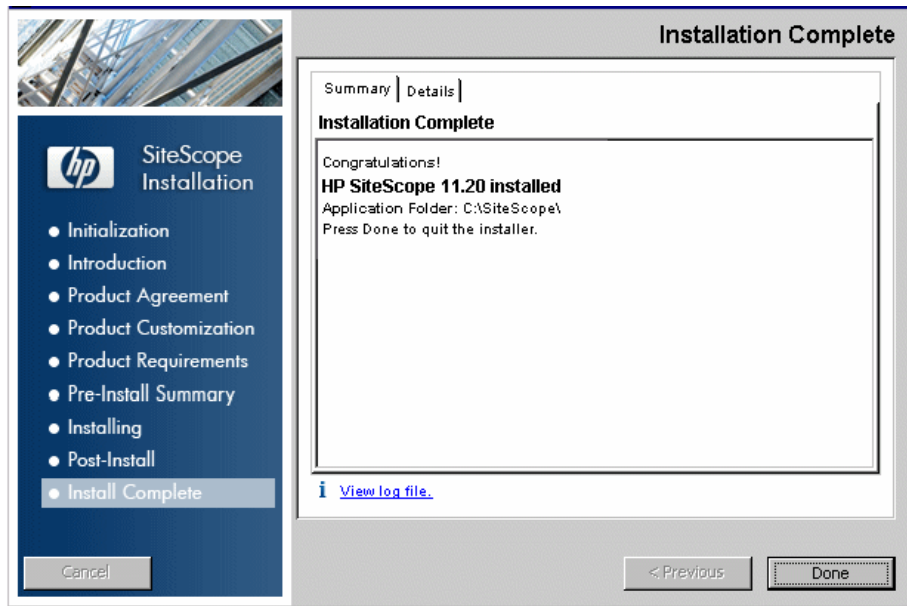 Installation Complete
hp
SiteScope
Installation
Initialization
Introduction
Product Agreement
Product Customization
Product Requirements
Pre-Install Summary
Installing
Post-Install
Install Complete
Cancel
Summary
Details
Installation Complete
Congratulations!
HP SiteScope 11.20 installed
Application Folder: C:\SiteScope\
Press Done to quit the installer.
i View log file.
< Previous
Done